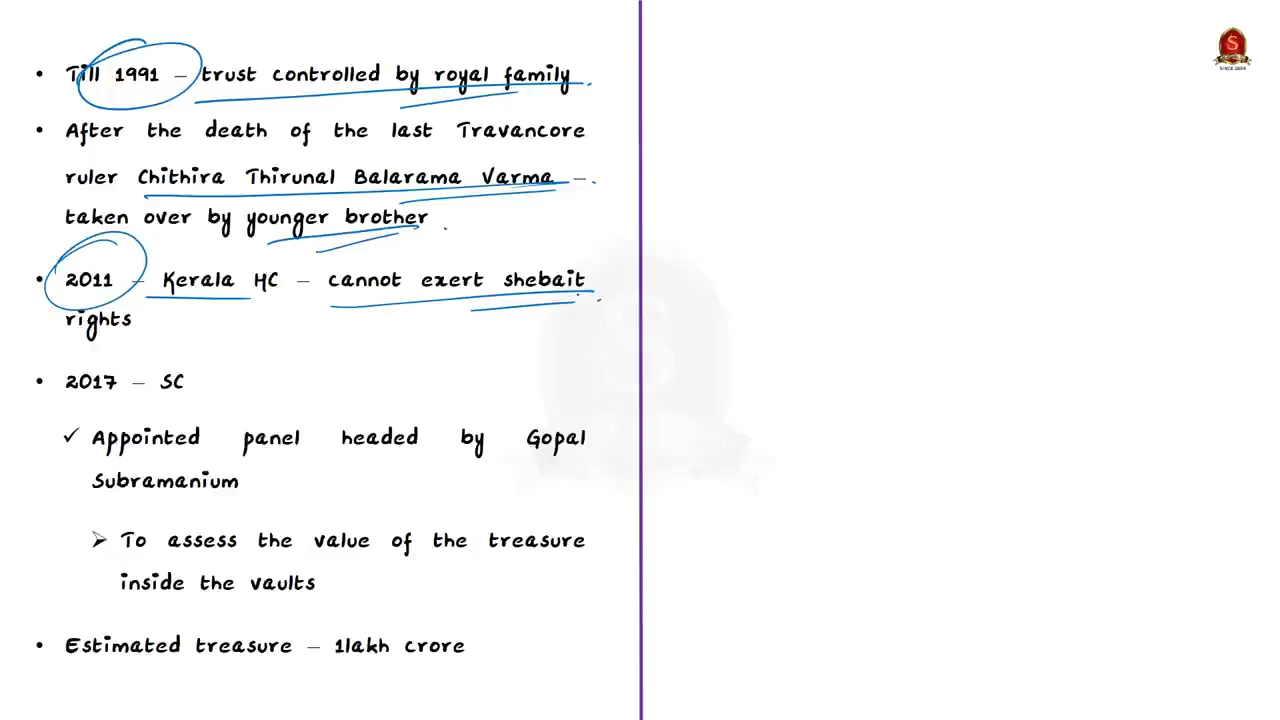 • Till 1991 – trust controlled by royal family
• After the death of the last Travancore
ruler Chithira Thirunal Balarama Varma –
taken over by younger brother
• 2011 – Kerala HC – cannot exert shebait
rights
• 2017 – SC
✓ Appointed panel headed by Gopal
Subramanium
➢ To assess the value of the treasure
inside the vaults
• Estimated treasure – 1lakh crore
S
SINCE 2004